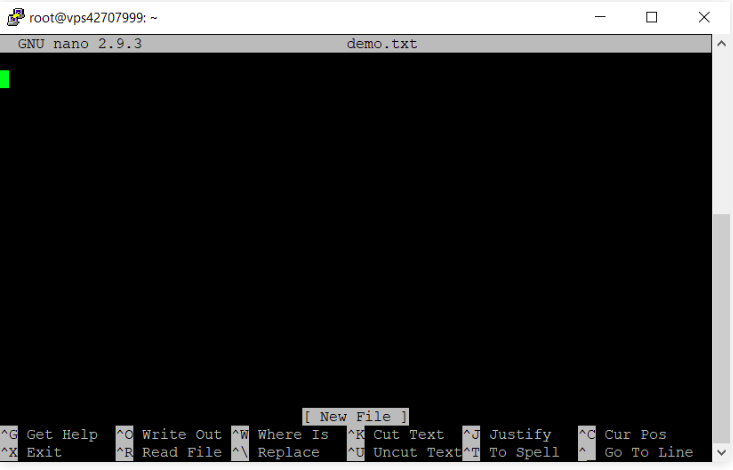 root@vps42707999: ~
GNU nano 2.9.3 demo.txt
[ New File ]
^G Get Help ^O Write Out ^W Where Is ^K Cut Text ^J Justify ^C Cur Pos
^X Exit ^R Read File ^\ Replace ^U Uncut Text ^T To Spell ^_ Go To Line